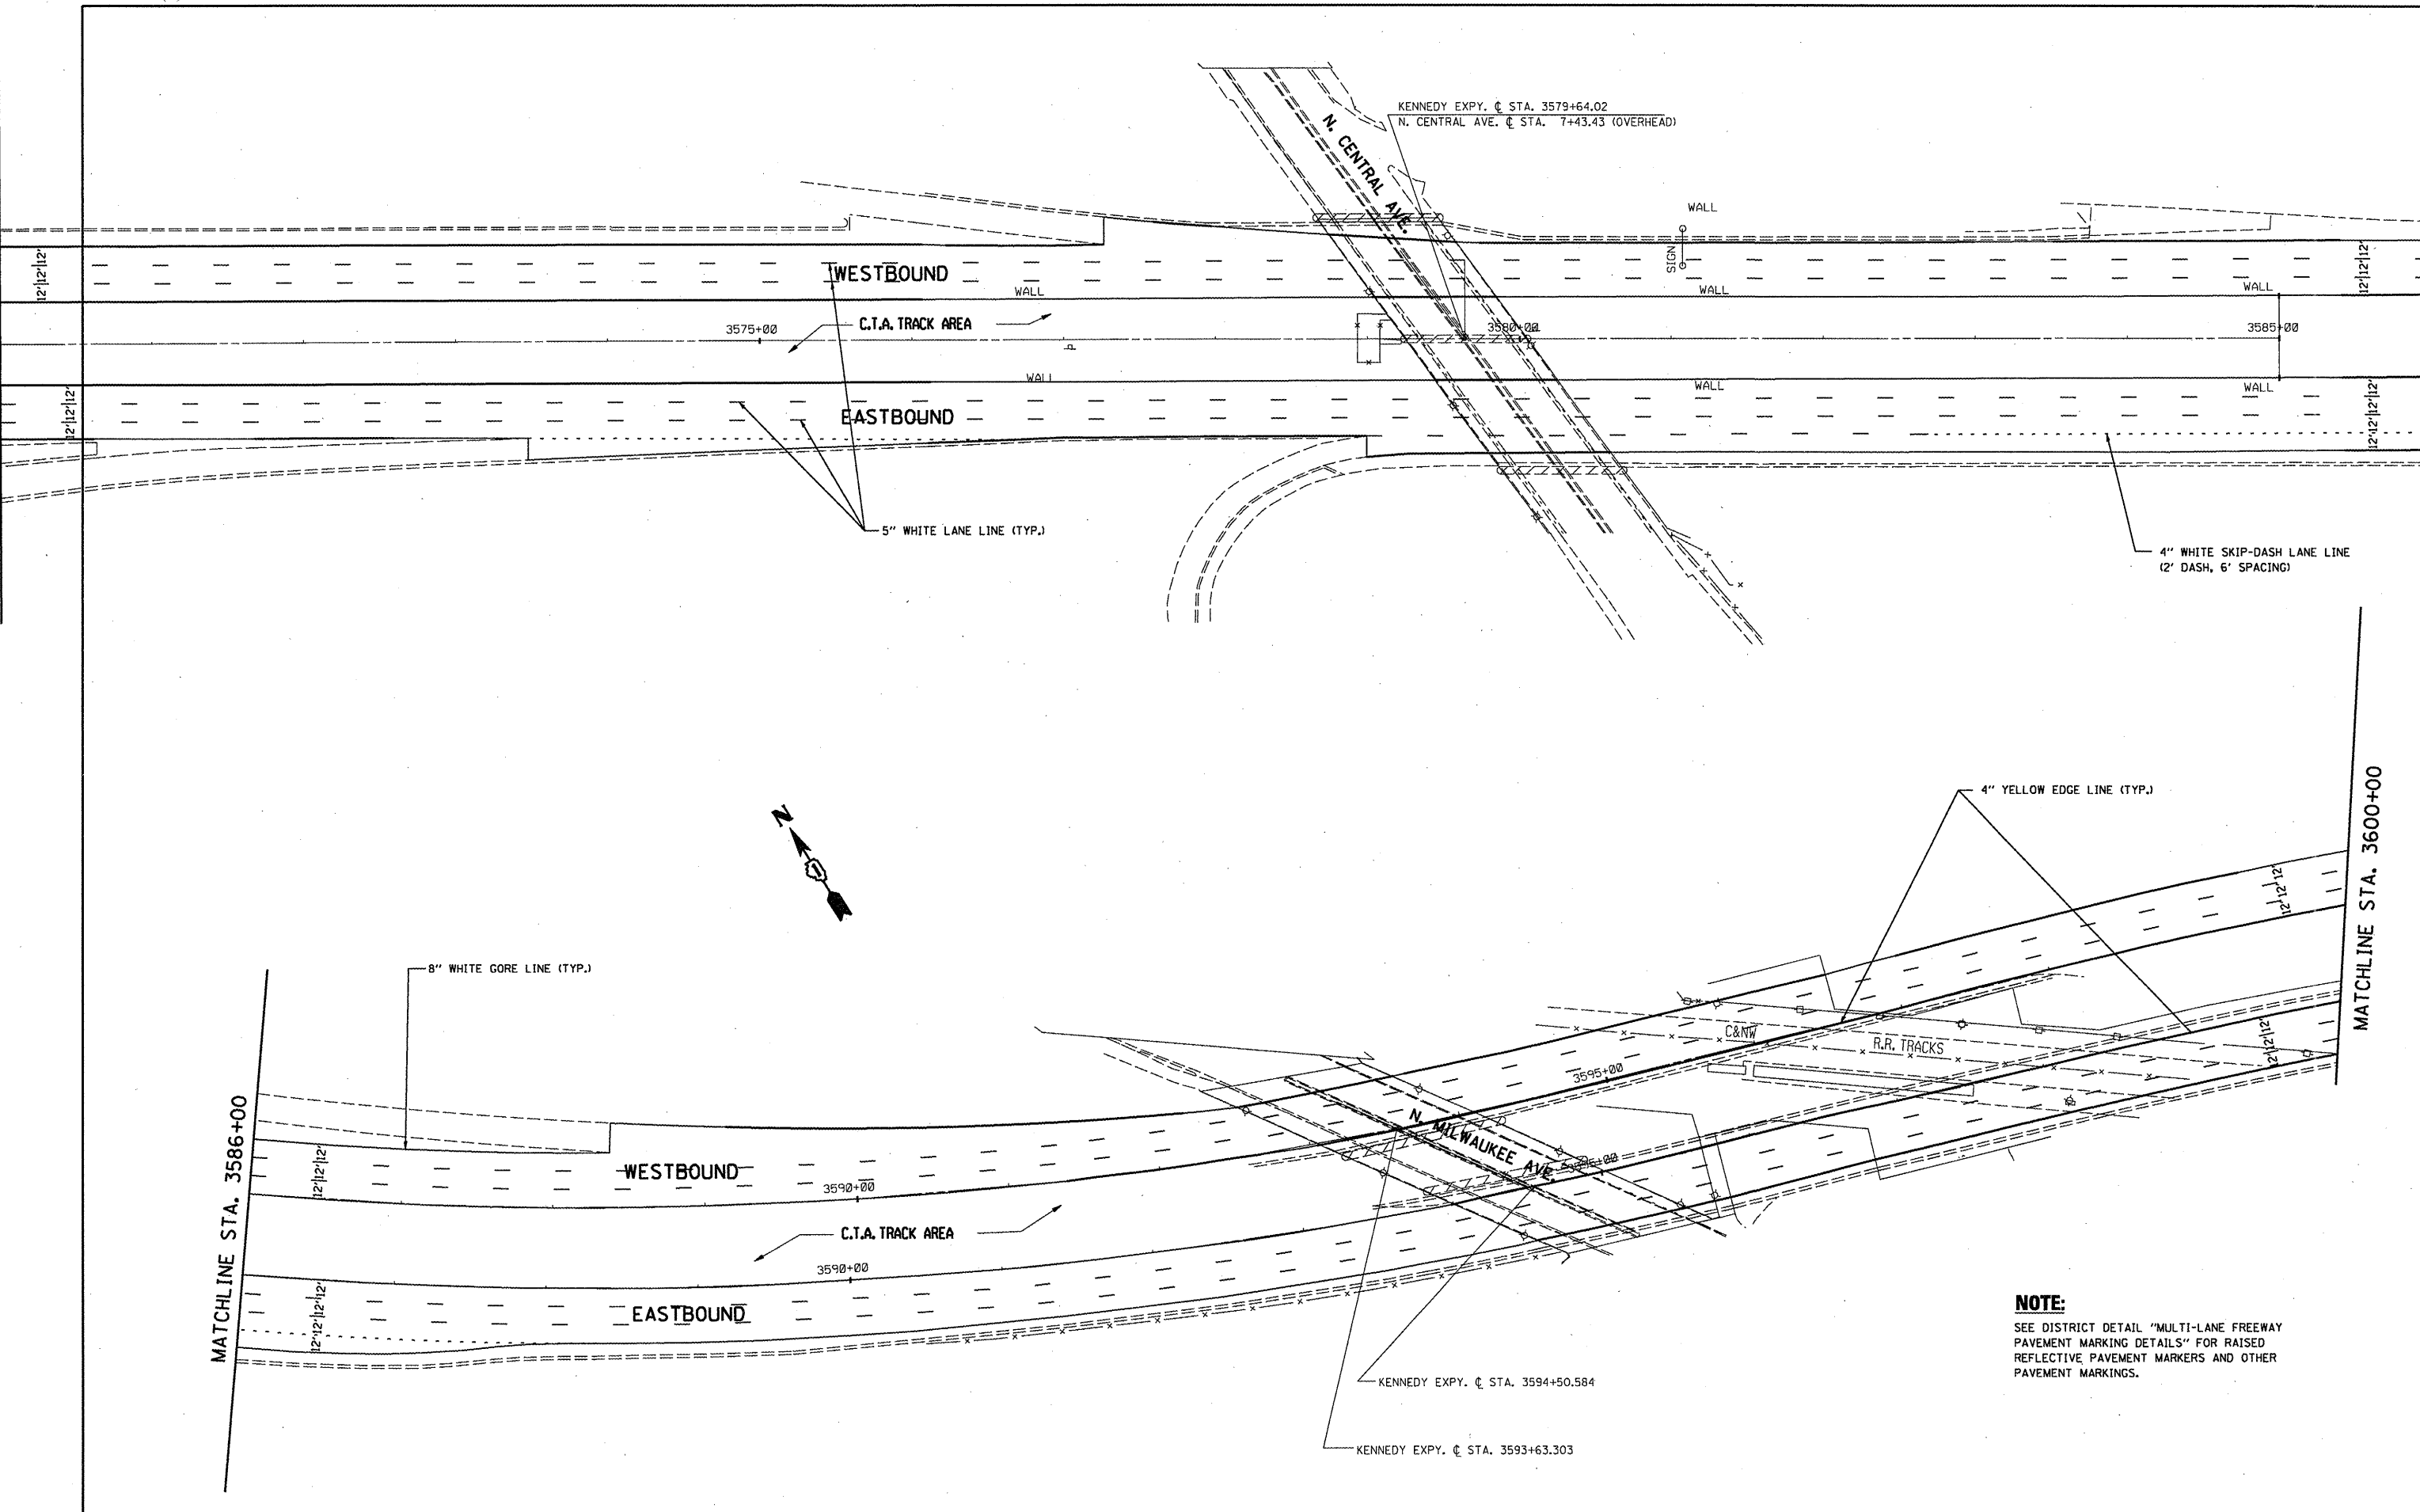 KENNEDY EXPY. ℄ STA. 3579+64.02
N. CENTRAL AVE. ℄ STA. 7+43.43 (OVERHEAD)
N. CENTRAL AVE.
WALL
SIGN
12'|12'|12'
WESTBOUND
12'|12'|12'
WALL
WALL
WALL
3575+00
C.T.A. TRACK AREA
3580+00
3585+00
WALL
WALL
WALL
12'|12'|12'
EASTBOUND
12'|12'|12'|12'
5" WHITE LANE LINE (TYP.)
4" WHITE SKIP-DASH LANE LINE
(2' DASH, 6' SPACING)
N
4" YELLOW EDGE LINE (TYP.)
MATCHLINE STA. 3600+00
12'|12'|12'
8" WHITE GORE LINE (TYP.)
C&NW
R.R. TRACKS
12'|12'|12'
3595+00
MATCHLINE STA. 3586+00
N. MILWAUKEE AVE.
3595+00
12'|12'|12'
WESTBOUND
3590+00
C.T.A. TRACK AREA
3590+00
12'|12'|12'|12'
EASTBOUND
KENNEDY EXPY. ℄ STA. 3594+50.584
KENNEDY EXPY. ℄ STA. 3593+63.303
NOTE:
SEE DISTRICT DETAIL "MULTI-LANE FREEWAY
PAVEMENT MARKING DETAILS" FOR RAISED
REFLECTIVE PAVEMENT MARKERS AND OTHER
PAVEMENT MARKINGS.